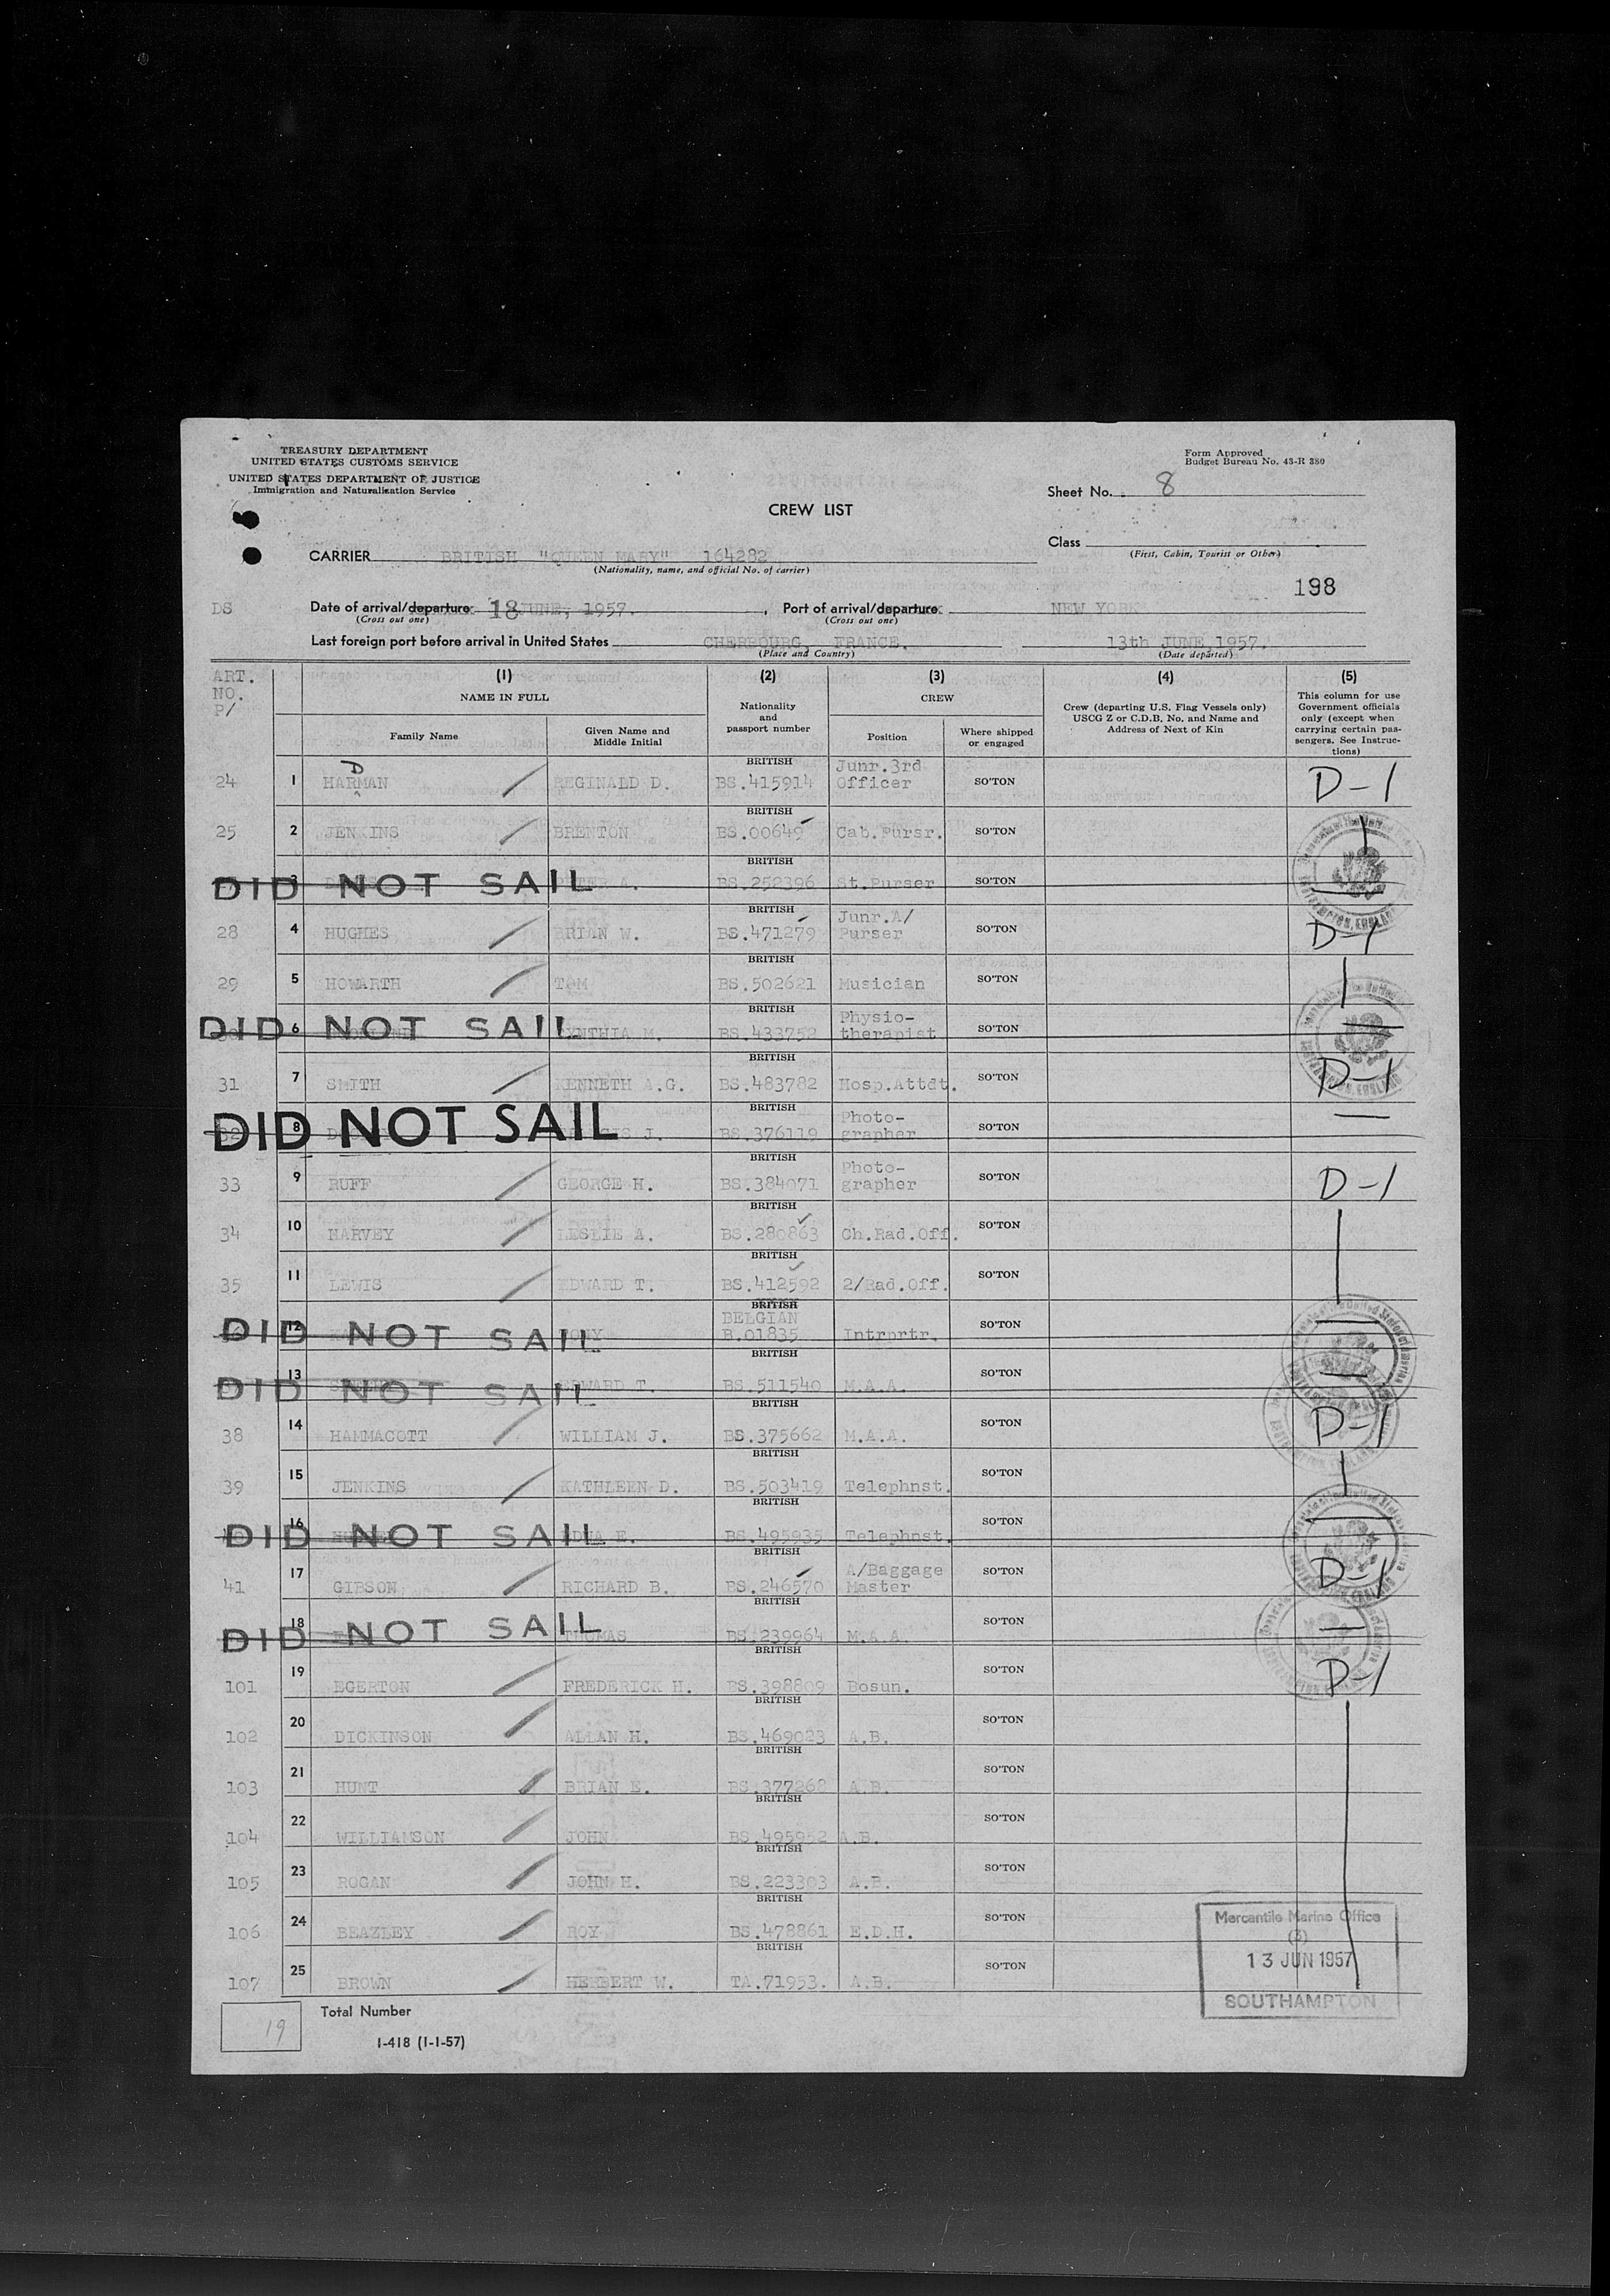 TREASURY DEPARTMENT
UNITED STATES CUSTOMS SERVICE
UNITED STATES DEPARTMENT OF JUSTICE
Immigration and Naturalization Service
Form Approved
Budget Bureau No. 43-R 380
Sheet No. 8
CREW LIST
Class
(First, Cabin, Tourist or Other)
CARRIER BRITISH "QUEEN MARY" 164282
(Nationality, name, and official No. of carrier)
198
DS Date of arrival/departure: 18 JUNE, 1957. , Port of arrival/departure: NEW YORK
(Cross out one) (Cross out one)
Last foreign port before arrival in United States CHERBOURG, FRANCE. 13th JUNE, 1957.
(Place and Country) (Date departed)
ART. NO. P/
(1) (2) (3) (4) (5)
NAME IN FULL
Family Name
Given Name and Middle Initial
Nationality and passport number
CREW
Position
Where shipped or engaged
Crew (departing U.S. Flag Vessels only) USCG Z or C.D.B. No. and Name and Address of Next of Kin
This column for use Government officials only (except when carrying certain passengers. See Instructions)
24 1 HARMAN D REGINALD D. BRITISH BS.415914 Junr.3rd Officer SO'TON D-1
25 2 JENKINS BRENTON BRITISH BS.00649 Cab.Pursr. SO'TON
3 DID NOT SAIL A. BRITISH BS.252396 St.Purser SO'TON
28 4 HUGHES BRIAN W. BRITISH BS.471279 Junr.A/ Purser SO'TON D-1
29 5 HOWARTH TOM BRITISH BS.502621 Musician SO'TON
6 DID NOT SAIL CYNTHIA M. BRITISH BS.433752 Physio-therapist SO'TON
31 7 SMITH KENNETH A.G. BRITISH BS.483782 Hosp.Attdt. SO'TON D-1
32 8 DID NOT SAIL J. BRITISH BS.376119 Photo-grapher SO'TON
33 9 RUFF GEORGE H. BRITISH BS.384071 Photo-grapher SO'TON D-1
34 10 HARVEY LESLIE A. BRITISH BS.280863 Ch.Rad.Off. SO'TON
35 11 LEWIS EDWARD T. BRITISH BS.412592 2/Rad.Off. SO'TON
12 DID NOT SAIL BRITISH BELGIAN B.01835 Intrprtr. SO'TON
13 DID NOT SAIL EDWARD T. BRITISH BS.511540 M.A.A. SO'TON
38 14 HAMMACOTT WILLIAM J. BRITISH BS.375662 M.A.A. SO'TON D-1
39 15 JENKINS KATHLEEN D. BRITISH BS.503419 Telephnst. SO'TON
16 DID NOT SAIL EDNA E. BRITISH BS.495935 Telephnst. SO'TON
41 17 GIBSON RICHARD B. BRITISH BS.246570 A/Baggage Master SO'TON D-1
18 DID NOT SAIL THOMAS BRITISH BS.239964 M.A.A. SO'TON
101 19 EGERTON FREDERICK H. BRITISH BS.398809 Bosun. SO'TON D-1
102 20 DICKINSON ALLAN H. BRITISH BS.469023 A.B. SO'TON
103 21 HUNT BRIAN E. BRITISH BS.377268 A.B. SO'TON
104 22 WILLIAMSON JOHN BRITISH BS.495952 A.B. SO'TON
105 23 ROGAN JOHN H. BRITISH BS.223303 A.B. SO'TON
106 24 BEAZLEY ROY BRITISH BS.478861 E.D.H. SO'TON
107 25 BROWN HERBERT W. BRITISH TA.71953. A.B. SO'TON
Mercantile Marine Office
(3)
13 JUN 1957
SOUTHAMPTON
19 Total Number
I-418 (1-1-57)